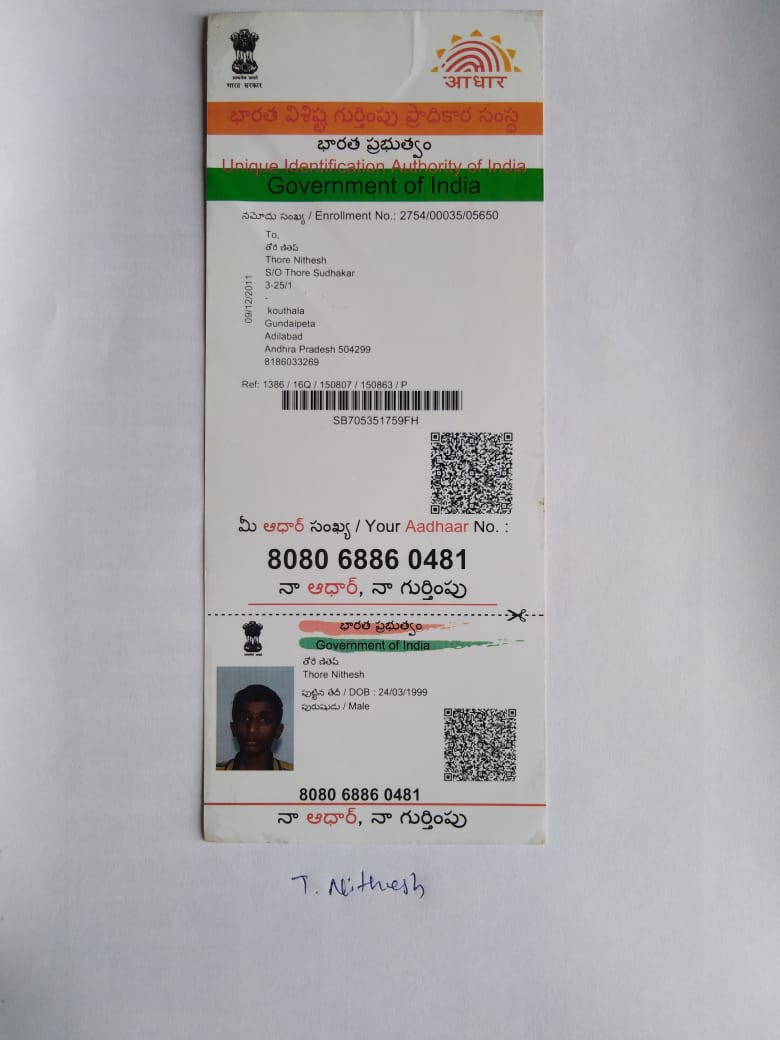 भारत सरकार
आधार
భారత విశిష్ట గుర్తింపు ప్రాధికార సంస్థ
భారత ప్రభుత్వం
Unique Identification Authority of India
Government of India
నమోదు సంఖ్య / Enrollment No.: 2754/00035/05650
To,
తోరె నితెష్
Thore Nithesh
S/O Thore Sudhakar
3-25/1
-
kouthala
Gundaipeta
Adilabad
Andhra Pradesh 504299
8186033269
09/12/2011
Ref: 1386 / 16Q / 150807 / 150863 / P
SB705351759FH
మీ ఆధార్ సంఖ్య / Your Aadhaar No. :
8080 6886 0481
నా ఆధార్, నా గుర్తింపు
భారత ప్రభుత్వం
Government of India
తోరె నితెష్
Thore Nithesh
పుట్టిన తేదీ / DOB : 24/03/1999
పురుషుడు / Male
8080 6886 0481
నా ఆధార్, నా గుర్తింపు
T. Nithesh